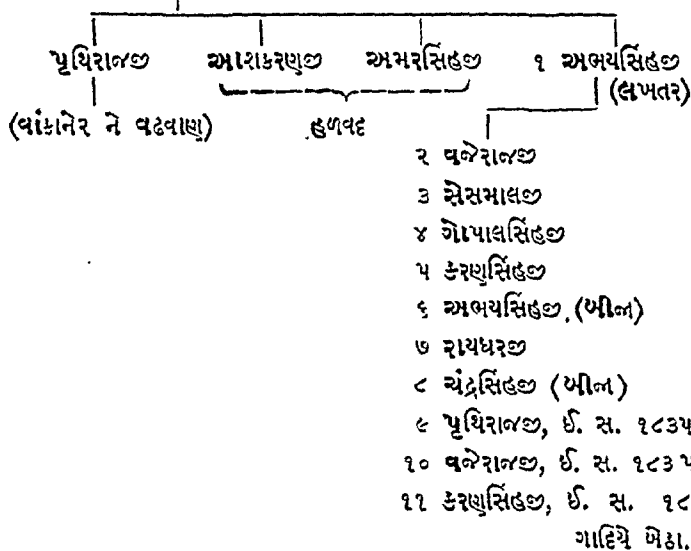 પૃથિરાજજી આશકરણજી અમરસિંહજી ૧ અભયસિંહજી
(લખતર)
(વાંકાનેર ને વઢવાણ) હળવદ
૨ વજેરાજજી
૩ સેસમાલજી
૪ ગોપાલસિંહજી
૫ કરણસિંહજી
૬ અભયસિંહજી (બીજા)
૭ રાયધરજી
૮ ચંદ્રસિંહજી (બીજા)
૯ પૃથિરાજજી, ઈ. સ. ૧૮૩૫
૧૦ વજેરાજજી, ઈ. સ. ૧૮૩૫
૧૧ કરણસિંહજી, ઈ. સ. ૧૮
ગાદિયે બેઠા.